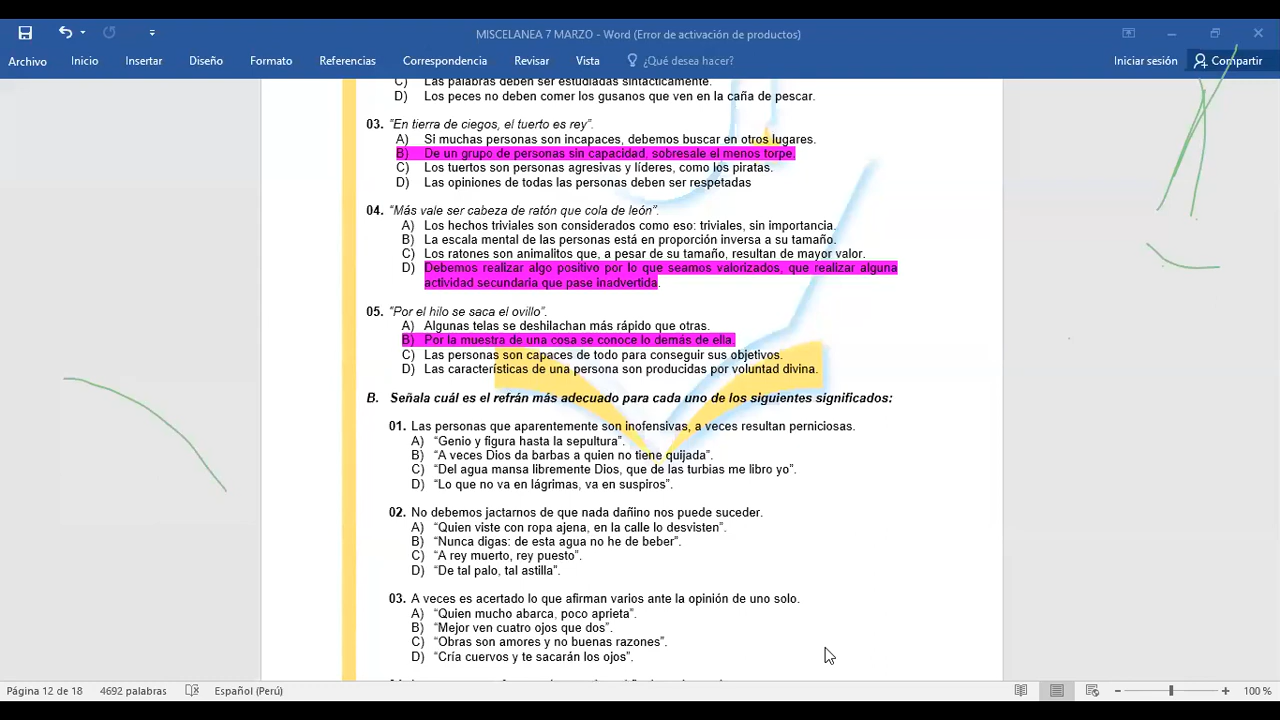 MISCELANEA 7 MARZO - Word (Error de activación de productos)
Archivo Inicio Insertar Diseño Formato Referencias Correspondencia Revisar Vista ¿Qué desea hacer? Iniciar sesión Compartir
C) Las palabras deben ser estudiadas sintácticamente.
D) Los peces no deben comer los gusanos que ven en la caña de pescar.
03. "En tierra de ciegos, el tuerto es rey".
A) Si muchas personas son incapaces, debemos buscar en otros lugares.
B) De un grupo de personas sin capacidad, sobresale el menos torpe.
C) Los tuertos son personas agresivas y líderes, como los piratas.
D) Las opiniones de todas las personas deben ser respetadas
04. "Más vale ser cabeza de ratón que cola de león".
A) Los hechos triviales son considerados como eso: triviales, sin importancia.
B) La escala mental de las personas está en proporción inversa a su tamaño.
C) Los ratones son animalitos que, a pesar de su tamaño, resultan de mayor valor.
D) Debemos realizar algo positivo por lo que seamos valorizados, que realizar alguna
actividad secundaria que pase inadvertida.
05. "Por el hilo se saca el ovillo".
A) Algunas telas se deshilachan más rápido que otras.
B) Por la muestra de una cosa se conoce lo demás de ella.
C) Las personas son capaces de todo para conseguir sus objetivos.
D) Las características de una persona son producidas por voluntad divina.
B. Señala cuál es el refrán más adecuado para cada uno de los siguientes significados:
01. Las personas que aparentemente son inofensivas, a veces resultan perniciosas.
A) “Genio y figura hasta la sepultura”.
B) “A veces Dios da barbas a quien no tiene quijada”.
C) “Del agua mansa libremente Dios, que de las turbias me libro yo”.
D) “Lo que no va en lágrimas, va en suspiros”.
02. No debemos jactarnos de que nada dañino nos puede suceder.
A) “Quien viste con ropa ajena, en la calle lo desvisten”.
B) “Nunca digas: de esta agua no he de beber”.
C) “A rey muerto, rey puesto”.
D) “De tal palo, tal astilla”.
03. A veces es acertado lo que afirman varios ante la opinión de uno solo.
A) “Quien mucho abarca, poco aprieta”.
B) “Mejor ven cuatro ojos que dos”.
C) “Obras son amores y no buenas razones”.
D) “Cría cuervos y te sacarán los ojos”.
Página 12 de 18 4692 palabras Español (Perú) 100 %